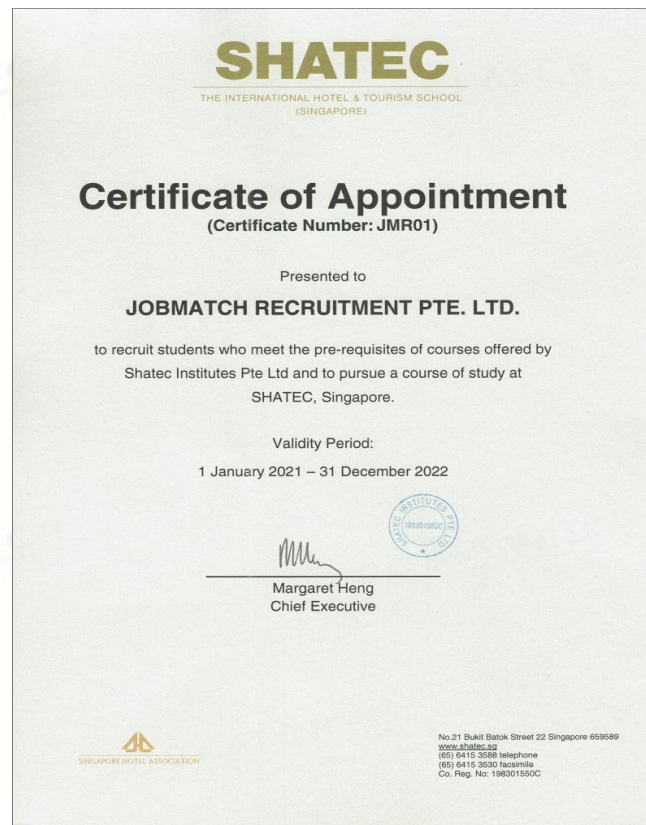 SHATEC
THE INTERNATIONAL HOTEL & TOURISM SCHOOL
(SINGAPORE)
Certificate of Appointment
(Certificate Number: JMR01)
Presented to
JOBMATCH RECRUITMENT PTE. LTD.
to recruit students who meet the pre-requisites of courses offered by
Shatec Institutes Pte Ltd and to pursue a course of study at
SHATEC, Singapore.
Validity Period:
1 January 2021 – 31 December 2022
SHATEC INSTITUTES PTE LTD
198301550C
Margaret Heng
Chief Executive
SINGAPORE HOTEL ASSOCIATION
No.21 Bukit Batok Street 22 Singapore 659589
www.shatec.sg
(65) 6415 3588 telephone
(65) 6415 3530 facsimile
Co. Reg. No: 198301550C